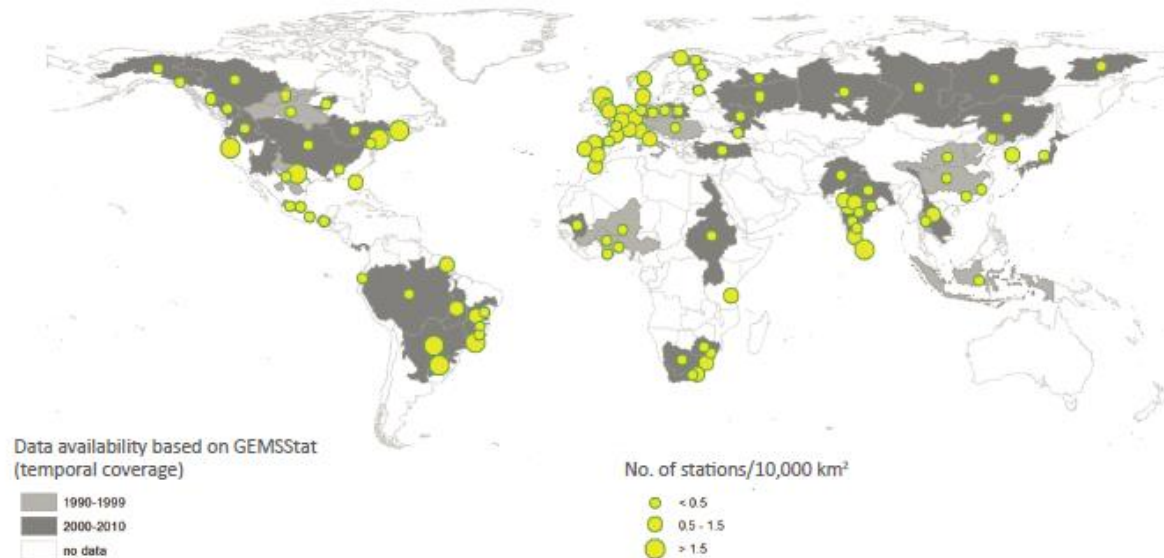 Data availability based on GEMSStat
(temporal coverage)
1990-1999
2000-2010
no data
No. of stations/10,000 km²
< 0.5
0.5 - 1.5
> 1.5